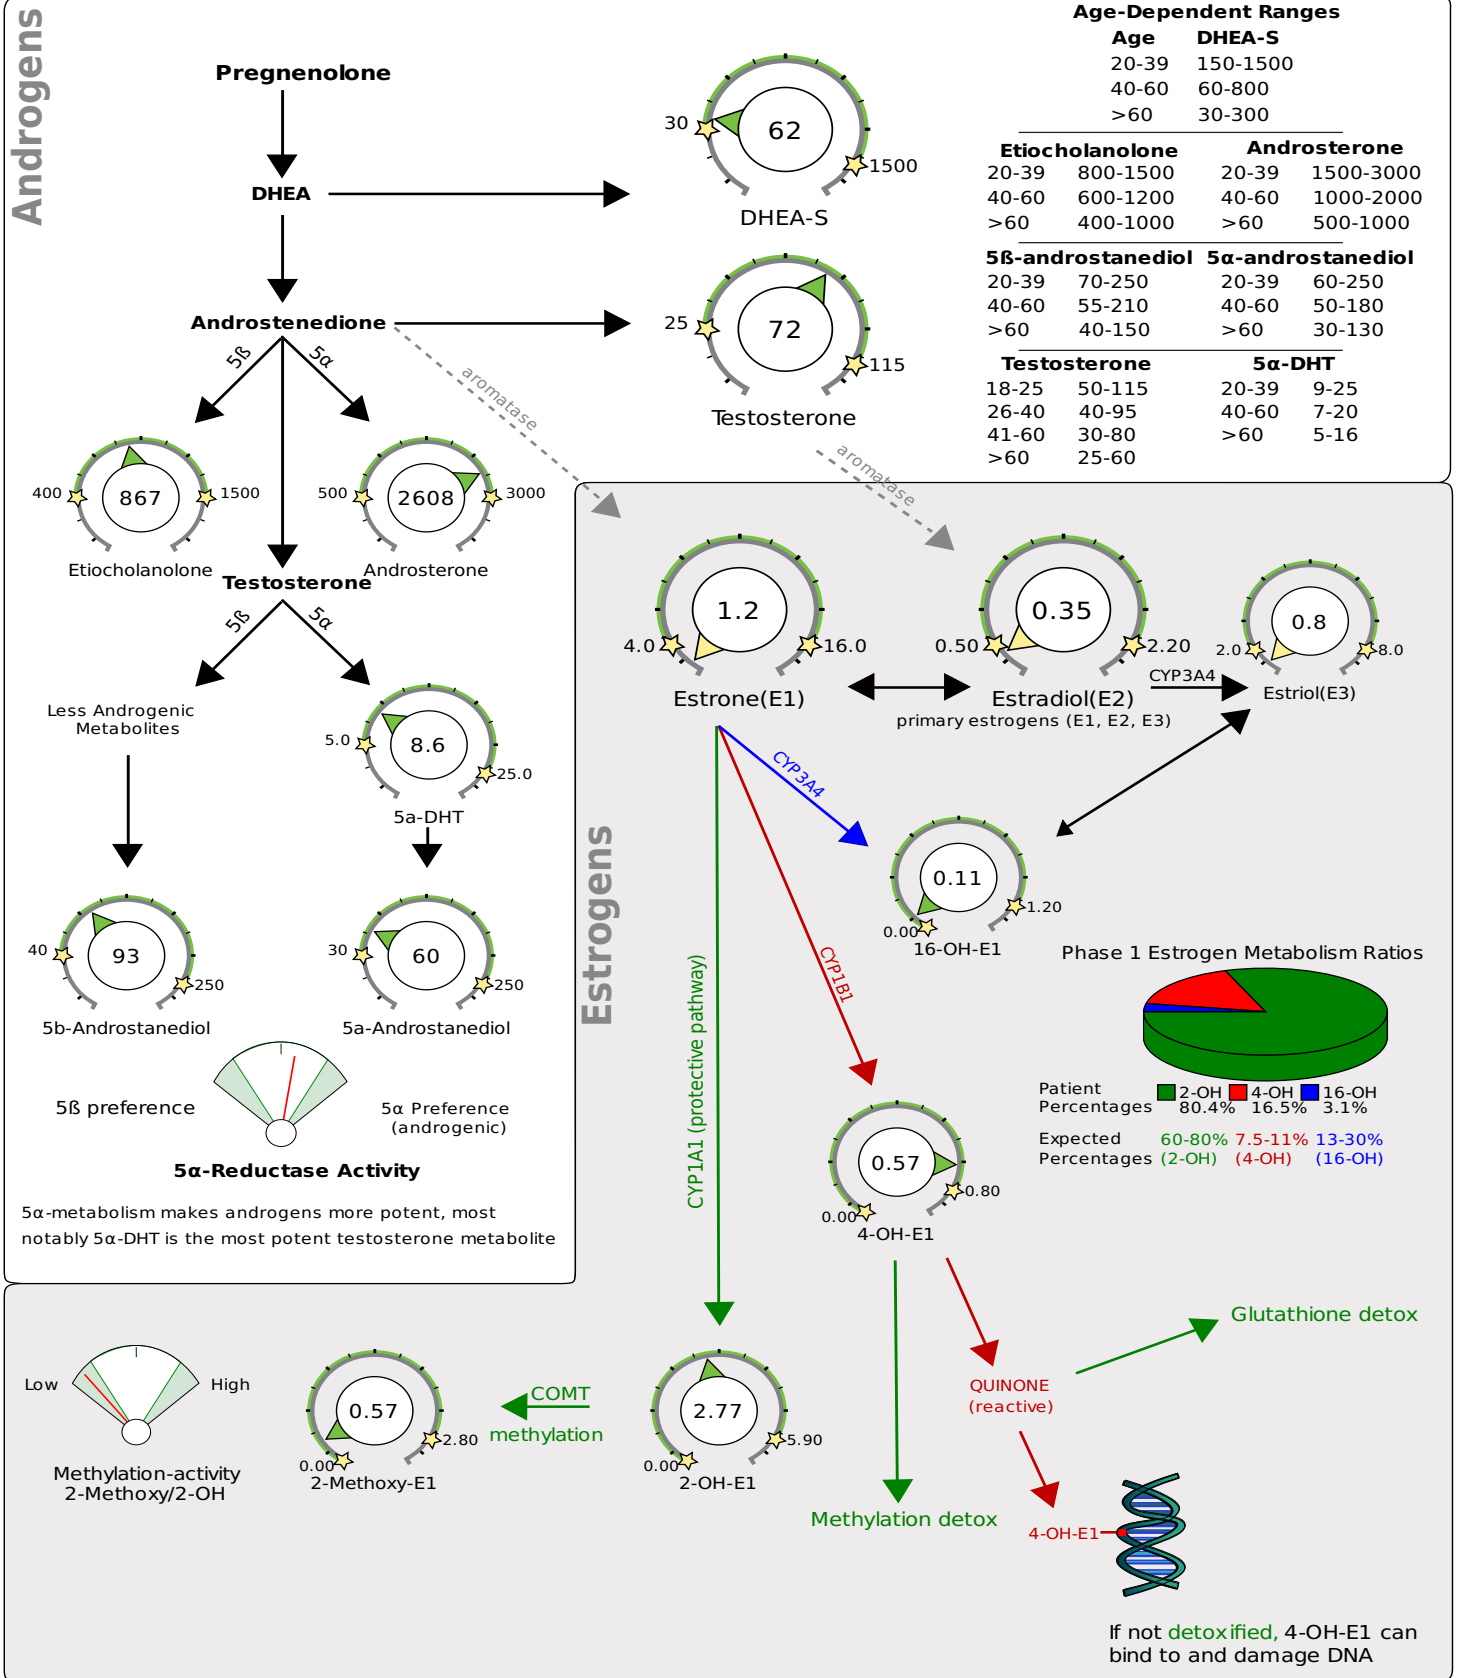 Androgens
Pregnenolone
DHEA
Androstenedione
5ß
5α
aromatase
30
62
1500
DHEA-S
25
72
115
Testosterone
aromatase
Age-Dependent Ranges
Age DHEA-S
20-39 150-1500
40-60 60-800
>60 30-300
Etiocholanolone Androsterone
20-39 800-1500 20-39 1500-3000
40-60 600-1200 40-60 1000-2000
>60 400-1000 >60 500-1000
5ß-androstanediol 5α-androstanediol
20-39 70-250 20-39 60-250
40-60 55-210 40-60 50-180
>60 40-150 >60 30-130
Testosterone 5α-DHT
18-25 50-115 20-39 9-25
26-40 40-95 40-60 7-20
41-60 30-80 >60 5-16
>60 25-60
400
867
1500
Etiocholanolone
500
2608
3000
Androsterone
Testosterone
5ß
5α
Less Androgenic
Metabolites
5.0
8.6
25.0
5a-DHT
40
93
250
5b-Androstanediol
30
60
250
5a-Androstanediol
5ß preference
5α Preference
(androgenic)
5α-Reductase Activity
5α-metabolism makes androgens more potent, most
notably 5α-DHT is the most potent testosterone metabolite
Estrogens
4.0
1.2
16.0
Estrone(E1)
0.50
0.35
2.20
Estradiol(E2)
primary estrogens (E1, E2, E3)
CYP3A4
2.0
0.8
8.0
Estriol(E3)
CYP3A4
0.00
0.11
1.20
16-OH-E1
CYP1B1
CYP1A1 (protective pathway)
Phase 1 Estrogen Metabolism Ratios
Patient 2-OH 4-OH 16-OH
Percentages 80.4% 16.5% 3.1%
Expected 60-80% 7.5-11% 13-30%
Percentages (2-OH) (4-OH) (16-OH)
0.00
0.57
0.80
4-OH-E1
Low
High
Methylation-activity
2-Methoxy/2-OH
0.00
0.57
2.80
2-Methoxy-E1
COMT
methylation
0.00
2.77
5.90
2-OH-E1
Glutathione detox
QUINONE
(reactive)
Methylation detox
4-OH-E1
If not detoxified, 4-OH-E1 can
bind to and damage DNA